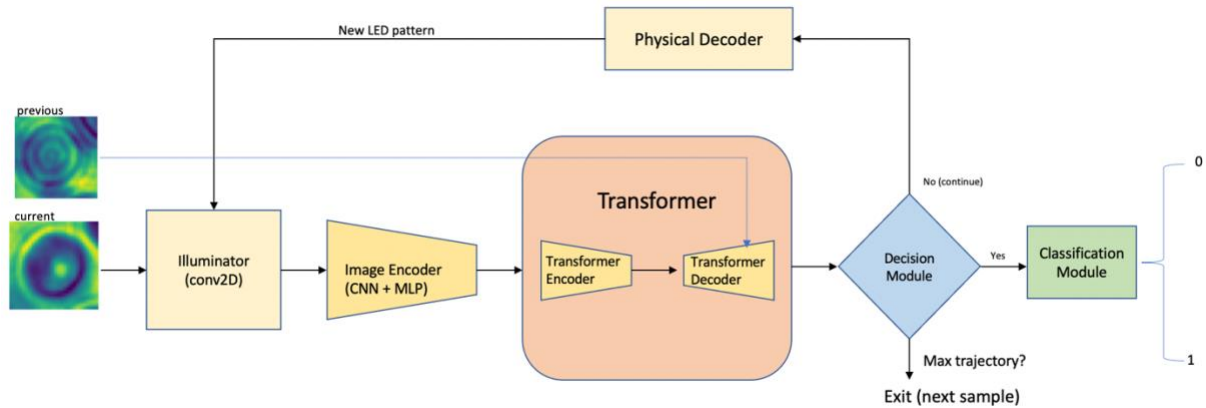 New LED pattern
Physical Decoder
previous
current
Illuminator
(conv2D)
Image Encoder
(CNN + MLP)
Transformer
Transformer
Encoder
Transformer
Decoder
No (continue)
Decision
Module
Yes
Classification
Module
0
1
Max trajectory?
Exit (next sample)